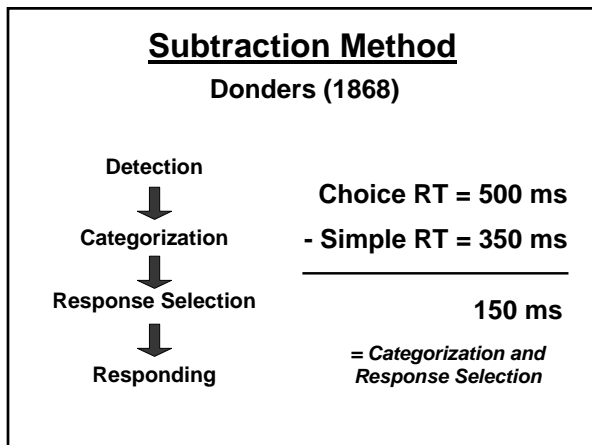 Subtraction Method
Donders (1868)
Detection
Categorization
Response Selection
Responding
Choice RT = 500 ms
- Simple RT = 350 ms
150 ms
= Categorization and
Response Selection